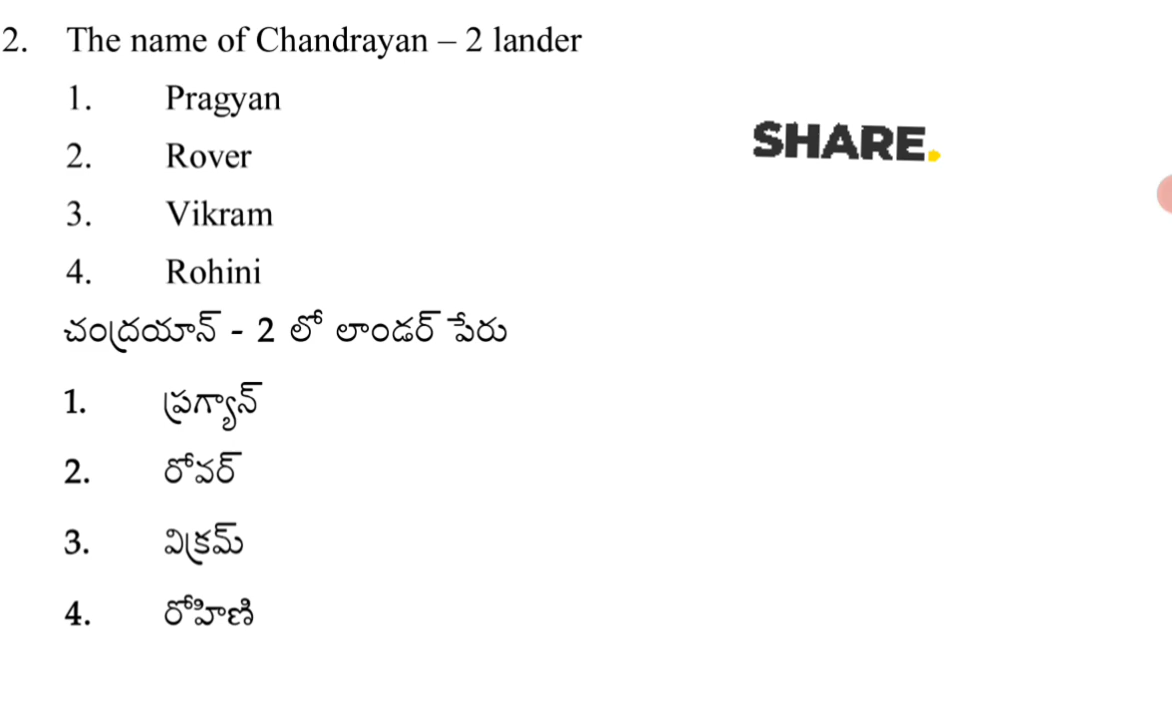 2. The name of Chandrayan – 2 lander
1. Pragyan
SHARE.
2. Rover
3. Vikram
4. Rohini
చంద్రయాన్ - 2 లో లాండర్ పేరు
1. ప్రగ్యాన్
2. రోవర్
3. విక్రమ్
4. రోహిణి